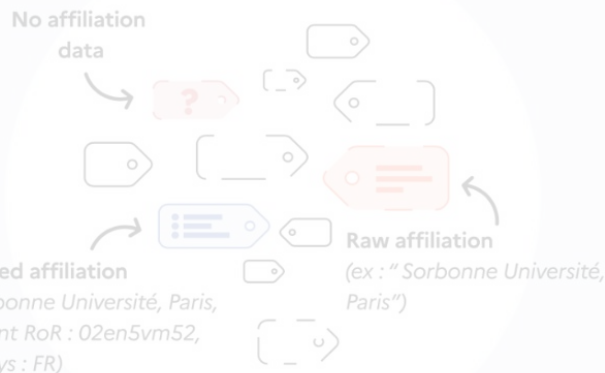 No affiliation
data
?
Raw affiliation
(ex : “ Sorbonne Université,
Paris”)
ed affiliation
bonne Université, Paris,
nt RoR : 02en5vm52,
ys : FR)